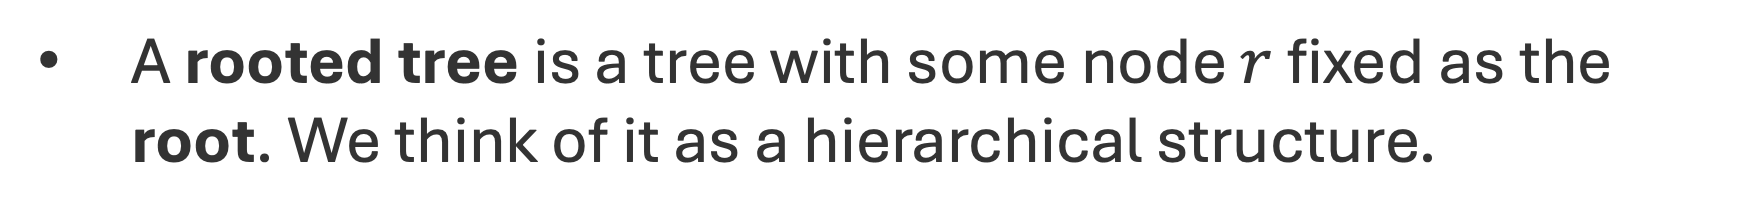 • A rooted tree is a tree with some node r fixed as the
root. We think of it as a hierarchical structure.